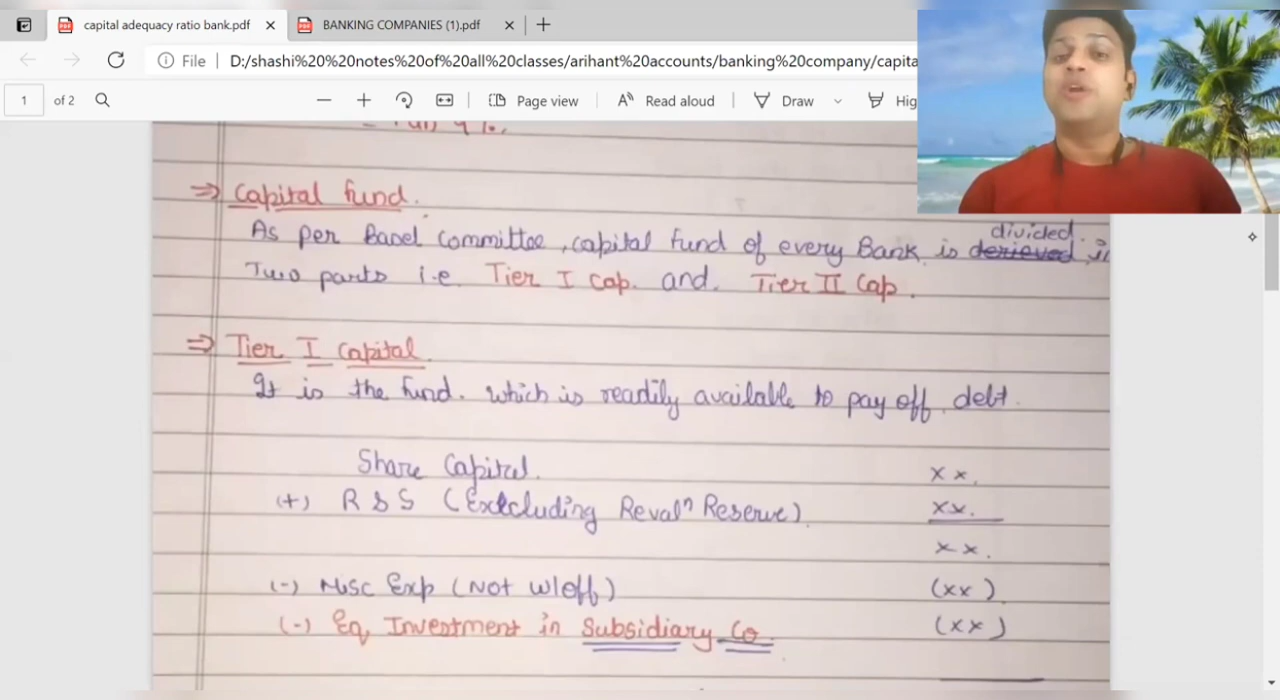 capital adequacy ratio bank.pdf
BANKING COMPANIES (1).pdf
File
D:/shashi%20%20notes%20of%20all%20classes/arihant%20accounts/banking%20company/capita
1 of 2
Page view
Read aloud
Draw
Hig
⇒ Capital fund.
As per Basel committee, capital fund of every Bank is derieved divided in
Two parts i.e Tier I Cap. and. Tier II Cap.
⇒ Tier I Capital.
It is the fund. which is readily available to pay off debt.
Share Capital. xx.
(+) R & S (Excluding Revalⁿ Reserve). xx.
xx.
(-) Misc Exp (Not w/off) (xx)
(-) Eq Investment in Subsidiary Co. (xx)